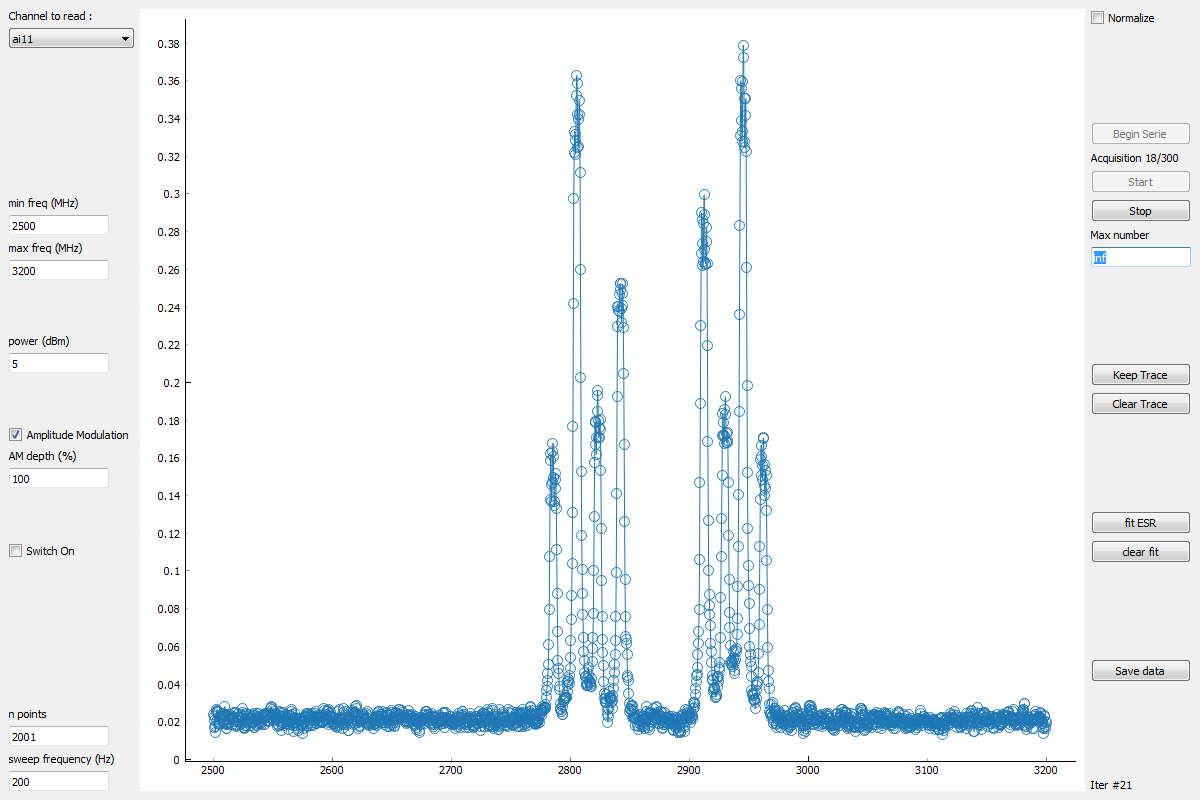 Channel to read :
ai11
min freq (MHz)
2500
max freq (MHz)
3200
power (dBm)
5
Amplitude Modulation
AM depth (%)
100
Switch On
n points
2001
sweep frequency (Hz)
200
0.38
0.36
0.34
0.32
0.3
0.28
0.26
0.24
0.22
0.2
0.18
0.16
0.14
0.12
0.1
0.08
0.06
0.04
0.02
0
2500
2600
2700
2800
2900
3000
3100
3200
Normalize
Begin Serie
Acquisition 18/300
Start
Stop
Max number
inf
Keep Trace
Clear Trace
fit ESR
clear fit
Save data
Iter #21